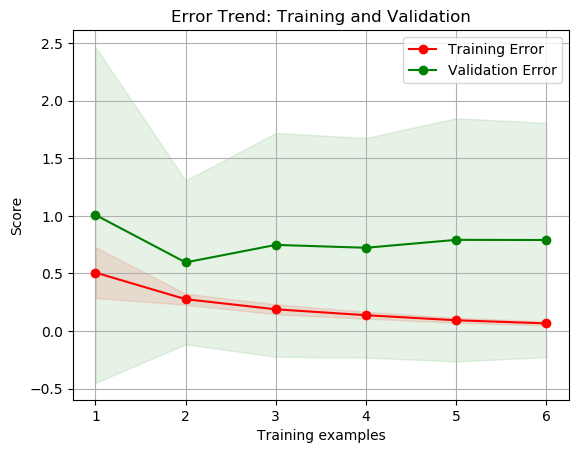 Error Trend: Training and Validation
Training Error
Validation Error
2.5
2.0
1.5
1.0
0.5
0.0
−0.5
Score
1 2 3 4 5 6
Training examples